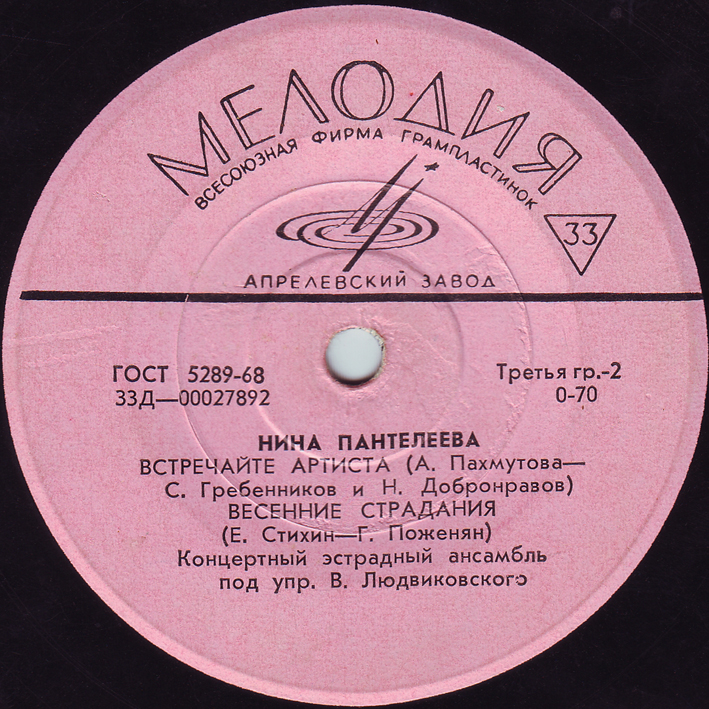 МЕЛОДИЯ
ВСЕСОЮЗНАЯ ФИРМА ГРАМПЛАСТИНОК
33
АПРЕЛЕВСКИЙ ЗАВОД
ГОСТ 5289-68
Третья гр.-2
33Д—00027892
0-70
НИНА ПАНТЕЛЕЕВА
ВСТРЕЧАЙТЕ АРТИСТА (А. Пахмутова—
С. Гребенников и Н. Добронравов)
ВЕСЕННИЕ СТРАДАНИЯ
(Е. Стихин—Г. Поженян)
Концертный эстрадный ансамбль
под упр. В. Людвиковского